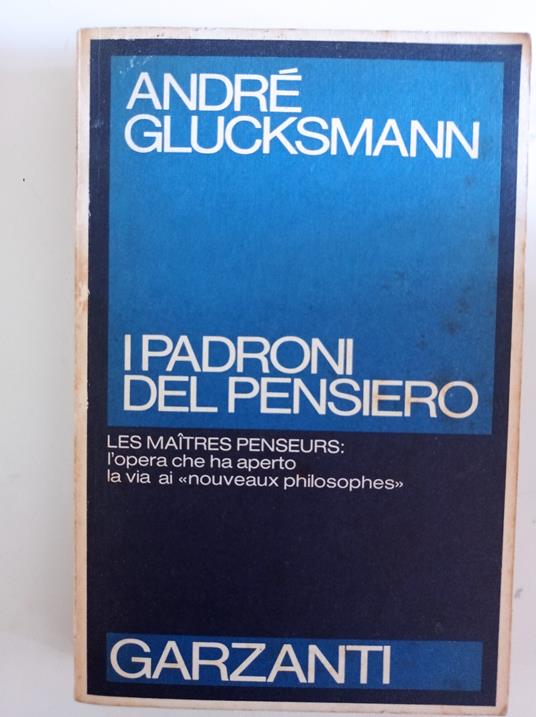 ANDRÉ
GLUCKSMANN
I PADRONI
DEL PENSIERO
LES MAÎTRES PENSEURS:
l'opera che ha aperto
la via ai «nouveaux philosophes»
GARZANTI